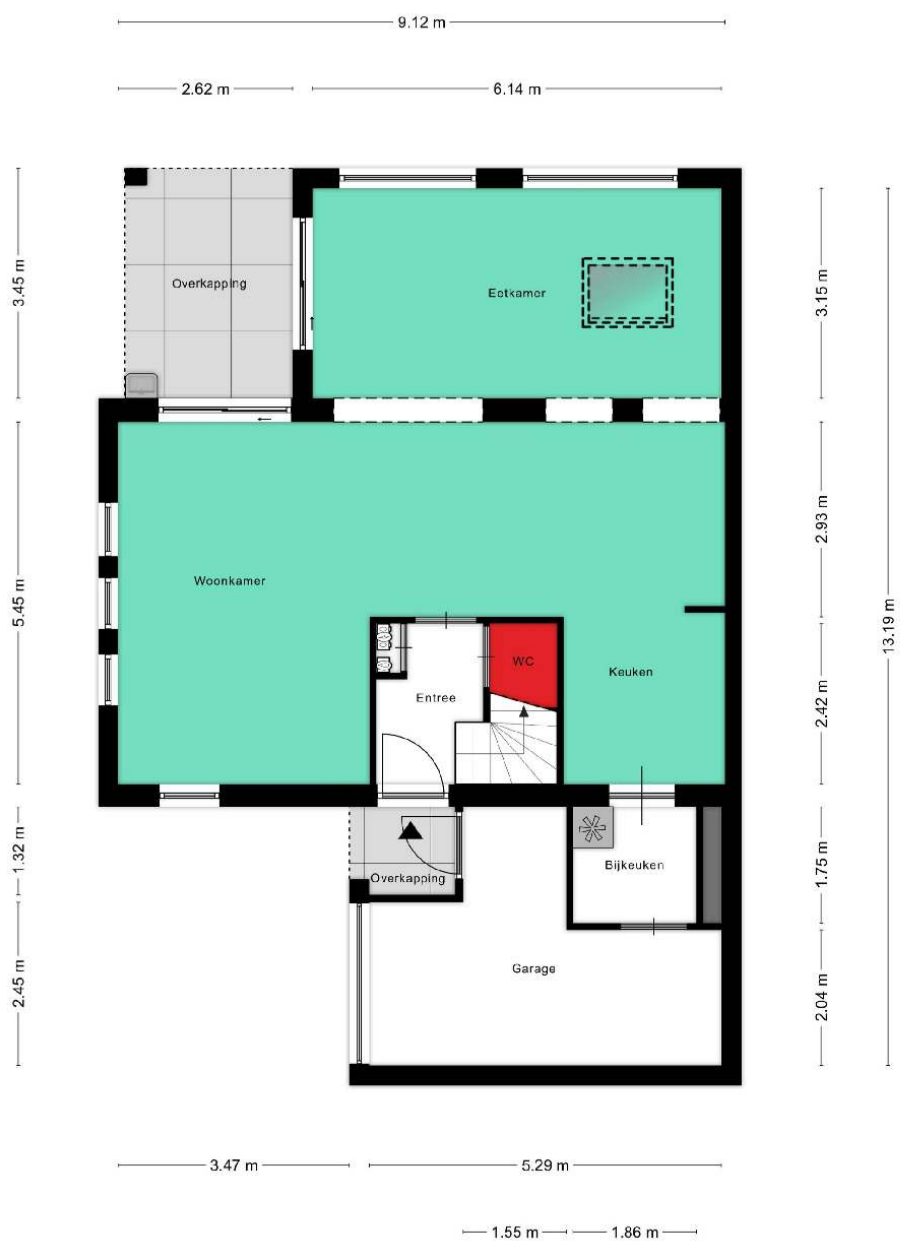 9.12 m
2.62 m
6.14 m
3.45 m
3.15 m
Overkapping
Eetkamer
5.45 m
2.93 m
13.19 m
Woonkamer
WC
Keuken
Entree
2.42 m
1.32 m
1.75 m
Overkapping
Bijkeuken
Garage
2.45 m
2.04 m
3.47 m
5.29 m
1.55 m
1.86 m